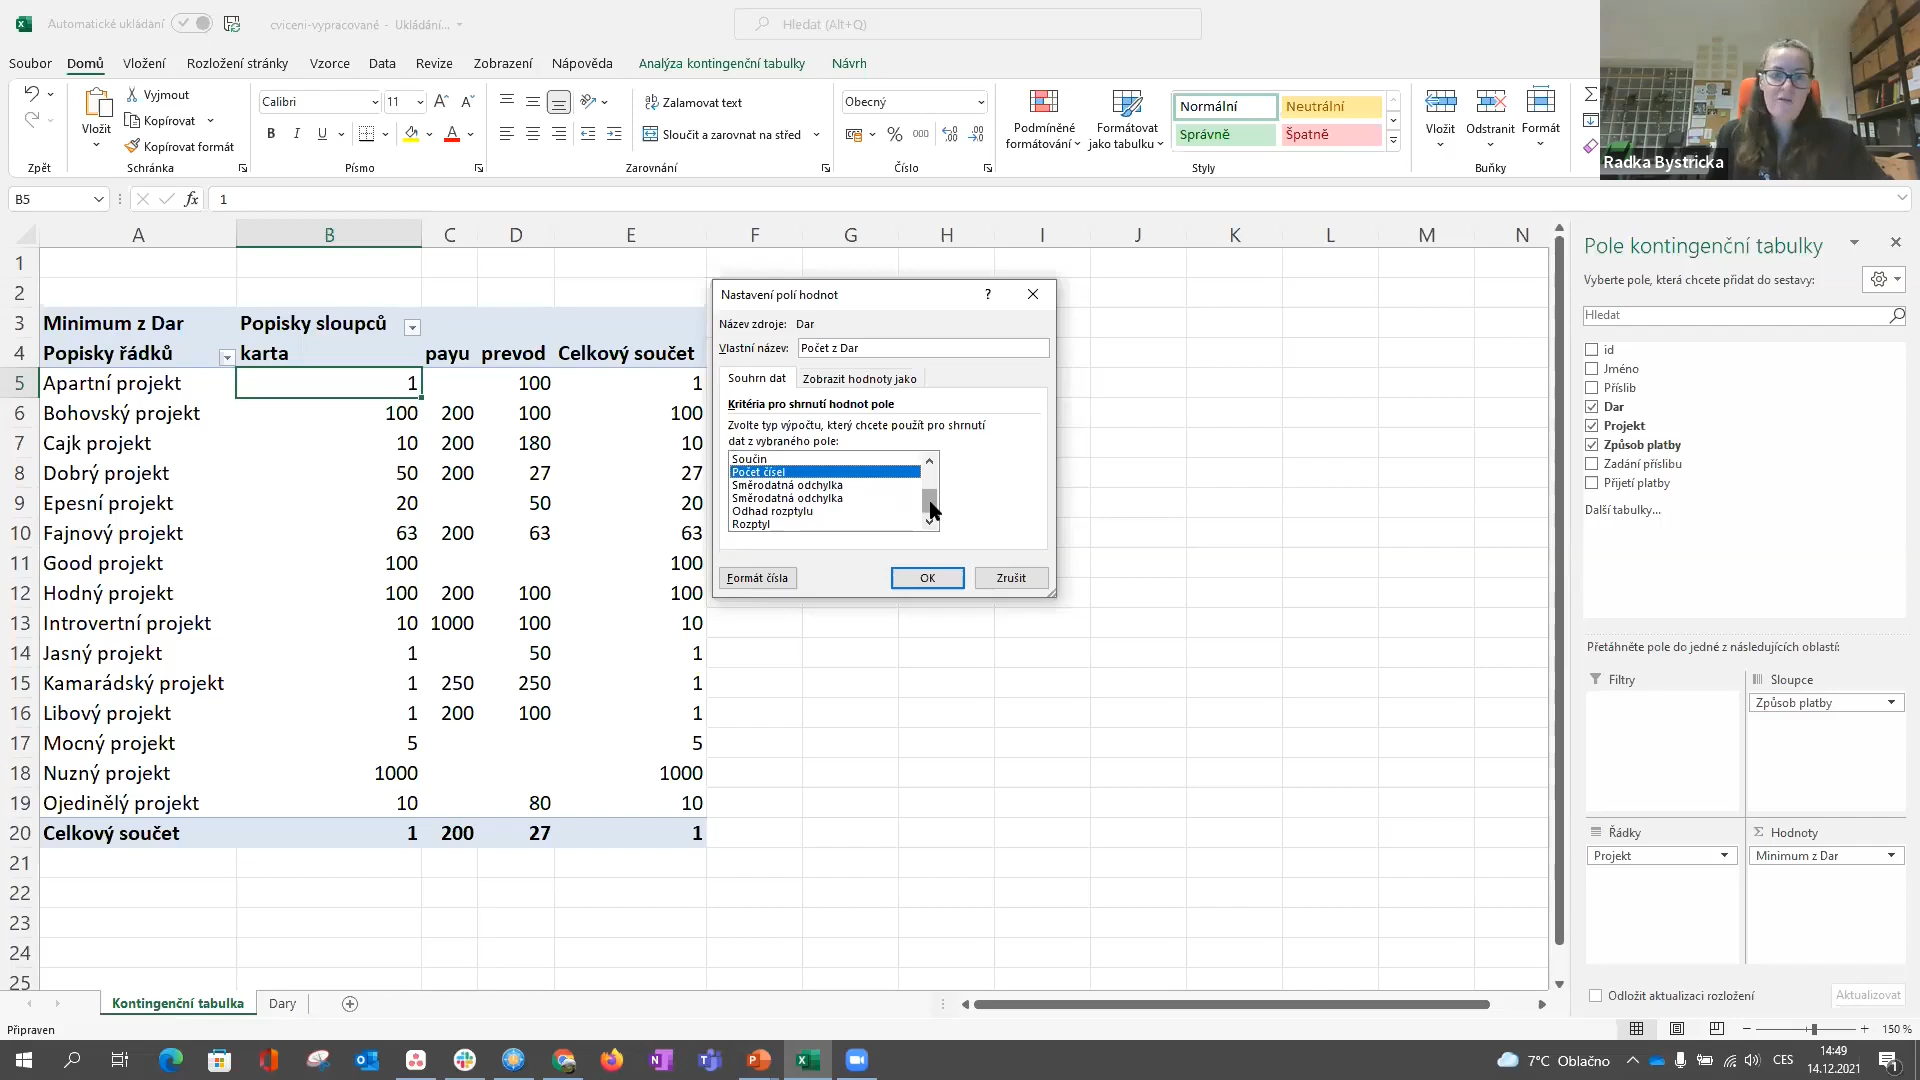 Automatické ukládání
cviceni-vypracované - Ukládání...
Hledat (Alt+Q)
Soubor Domů Vložení Rozložení stránky Vzorce Data Revize Zobrazení Nápověda Analýza kontingenční tabulky Návrh
Vložit
Vyjmout
Kopírovat
Kopírovat formát
Calibri 11
B I U
Zalamovat text
Sloučit a zarovnat na střed
Obecný
% 000
Podmíněné formátování
Formátovat jako tabulku
Normální Neutrální
Správně Špatně
Vložit Odstranit Formát
Zpět Schránka Písmo Zarovnání Číslo Styly Buňky
Radka Bystricka
B5 fx 1
A B C D E F G H I J K L M N
1
2
3 Minimum z Dar Popisky sloupců
4 Popisky řádků karta payu prevod Celkový součet
5 Apartní projekt 1 100 1
6 Bohovský projekt 100 200 100 100
7 Cajk projekt 10 200 180 10
8 Dobrý projekt 50 200 27 27
9 Epesní projekt 20 50 20
10 Fajnový projekt 63 200 63 63
11 Good projekt 100 100
12 Hodný projekt 100 200 100 100
13 Introvertní projekt 10 1000 100 10
14 Jasný projekt 1 50 1
15 Kamarádský projekt 1 250 250 1
16 Libový projekt 1 200 100 1
17 Mocný projekt 5 5
18 Nuzný projekt 1000 1000
19 Ojedinělý projekt 10 80 10
20 Celkový součet 1 200 27 1
21
22
23
24
25
Nastavení polí hodnot ?
Název zdroje: Dar
Vlastní název: Počet z Dar
Souhrn dat Zobrazit hodnoty jako
Kritéria pro shrnutí hodnot pole
Zvolte typ výpočtu, který chcete použít pro shrnutí
dat z vybraného pole:
Součin
Počet čísel
Směrodatná odchylka
Směrodatná odchylka
Odhad rozptylu
Rozptyl
Formát čísla OK Zrušit
Pole kontingenční tabulky
Vyberte pole, která chcete přidat do sestavy:
Hledat
id
Jméno
Příslib
Dar
Projekt
Způsob platby
Zadání příslibu
Přijetí platby
Další tabulky...
Přetáhněte pole do jedné z následujících oblastí:
Filtry Sloupce
Způsob platby
Řádky Hodnoty
Projekt Minimum z Dar
Odložit aktualizaci rozložení Aktualizovat
Kontingenční tabulka Dary
Připraven
150 %
7°C Oblačno CES 14:49
14.12.2021